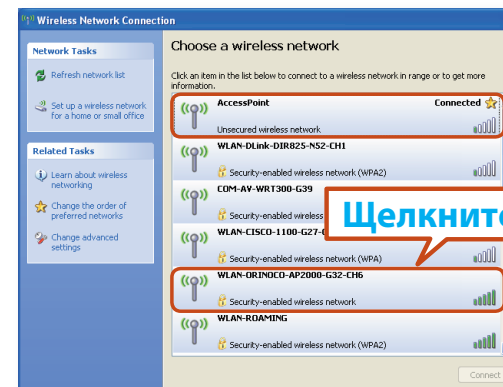 Wireless Network Connection
Network Tasks
Refresh network list
Set up a wireless network
for a home or small office
Related Tasks
Learn about wireless
networking
Change the order of
preferred networks
Change advanced
settings
Choose a wireless network
Click an item in the list below to connect to a wireless network in range or to get more
information.
AccessPoint
Connected
Unsecured wireless network
WLAN-DLink-DIR825-N52-CH1
Security-enabled wireless network (WPA2)
COM-AV-WRT300-G39
Security-enabled wireless
Щелкните
WLAN-CISCO-1100-G27-
Security-enabled wireless network (WPA)
WLAN-ORINOCO-AP2000-G32-CH6
Security-enabled wireless network
WLAN-ROAMING
Security-enabled wireless network (WPA2)
Connect